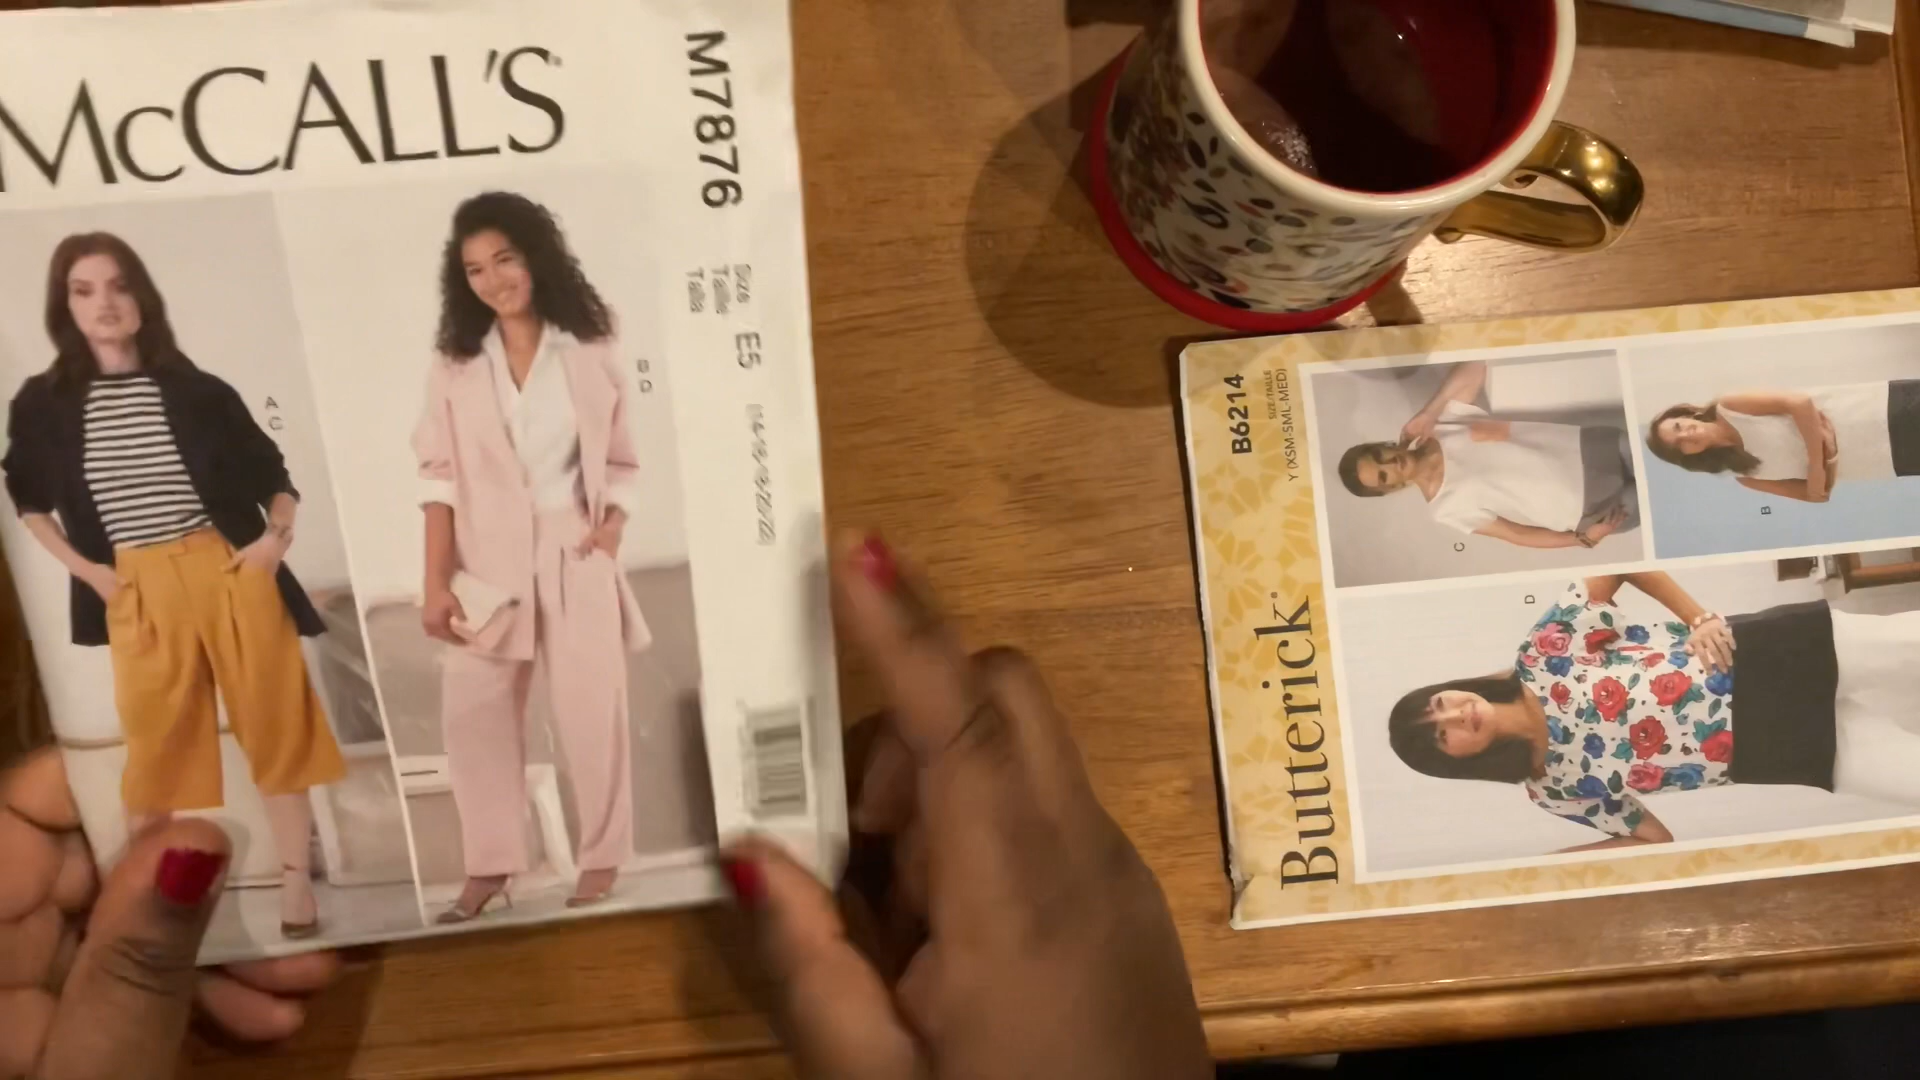 McCALL'S
M7876
Size
Taille
Talla
E5
A C
B D
B6214
SIZE/TAILLE
Y (XSM-SML-MED)
Butterick
C
B
D